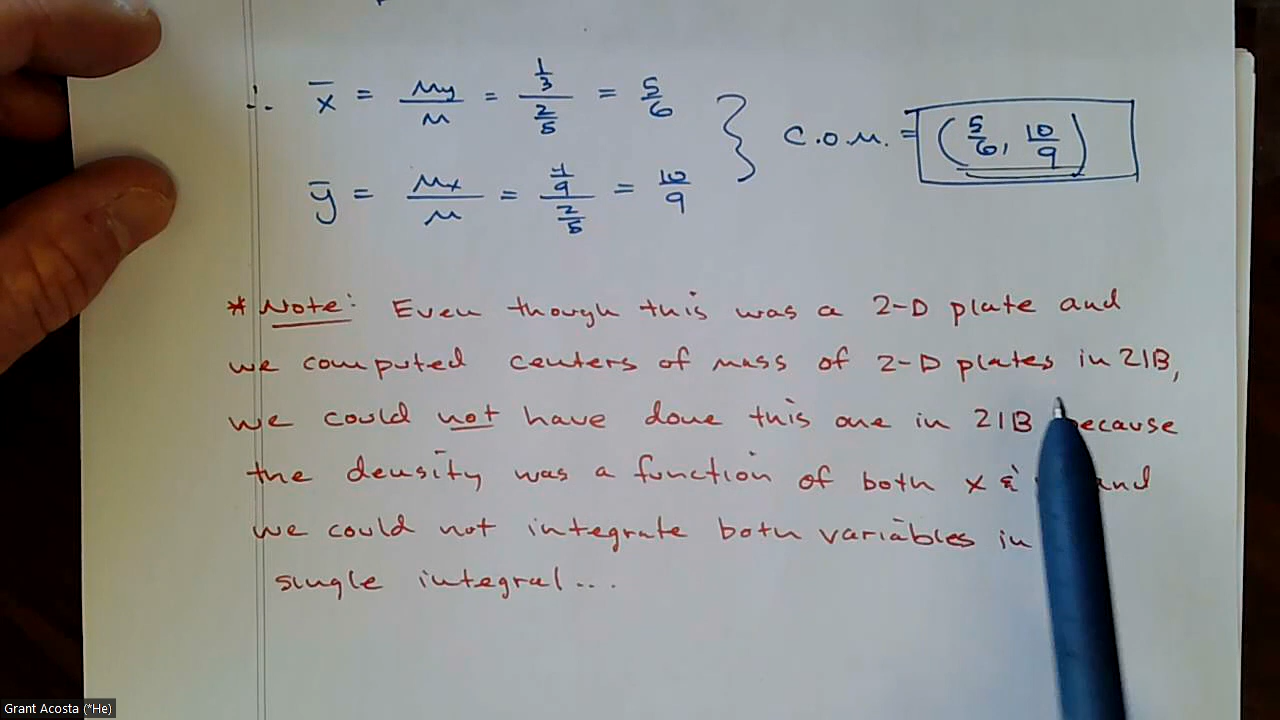 ∴ x̄ = My/M = (1/3)/(2/5) = 5/6
ȳ = Mx/M = (4/9)/(2/5) = 10/9
} C.O.M. = (5/6, 10/9)
* Note: Even though this was a 2-D plate and
we computed centers of mass of 2-D plates in 21B,
we could not have done this one in 21B ecause
the density was a function of both x & and
we could not integrate both variables in
single integral...
Grant Acosta (*He)